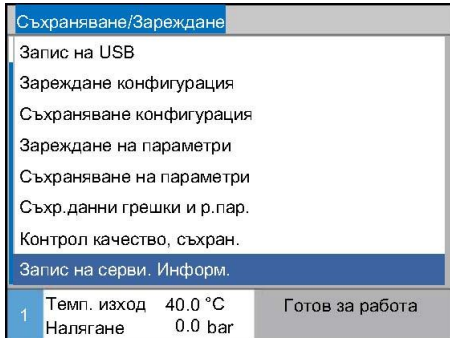 Съхраняване/Зареждане
Запис на USB
Зареждане конфигурация
Съхраняване конфигурация
Зареждане на параметри
Съхраняване на параметри
Съхр.данни грешки и р.пар.
Контрол качество, съхран.
Запис на серви. Информ.
1 Темп. изход 40.0 °C Готов за работа
Налягане 0.0 bar